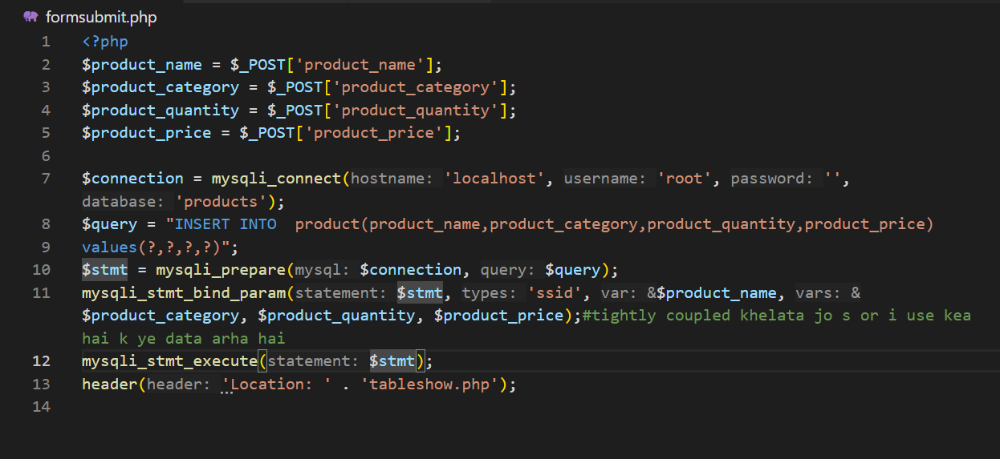 formsubmit.php
1 <?php
2 $product_name = $_POST['product_name'];
3 $product_category = $_POST['product_category'];
4 $product_quantity = $_POST['product_quantity'];
5 $product_price = $_POST['product_price'];
6
7 $connection = mysqli_connect(hostname: 'localhost', username: 'root', password: '',
database: 'products');
8 $query = "INSERT INTO  product(product_name,product_category,product_quantity,product_price)
9 values(?,?,?,?)";
10 $stmt = mysqli_prepare(mysql: $connection, query: $query);
11 mysqli_stmt_bind_param(statement: $stmt, types: 'ssid', var: &$product_name, vars: &
$product_category, $product_quantity, $product_price);#tightly coupled khelata jo s or i use kea
hai k ye data arha hai
12 mysqli_stmt_execute(statement: $stmt);
13 header(header: 'Location: ' . 'tableshow.php');
14